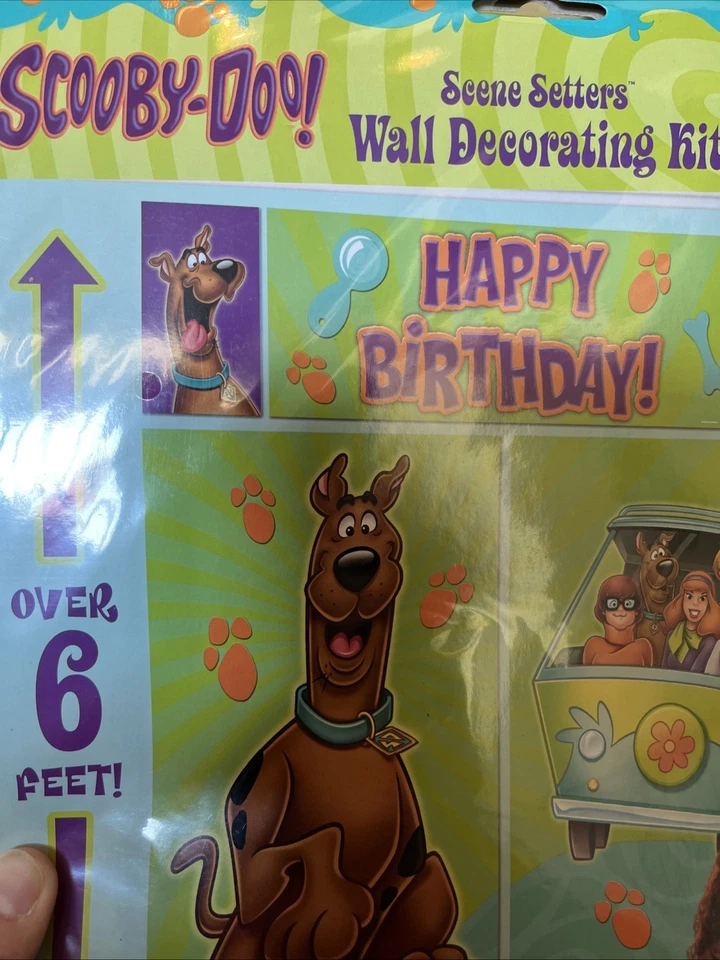 SCOOBY-DOO!
Scene Setters™
Wall Decorating Kit
HAPPY
BiRTHDAY!
OVER
6
FEET!